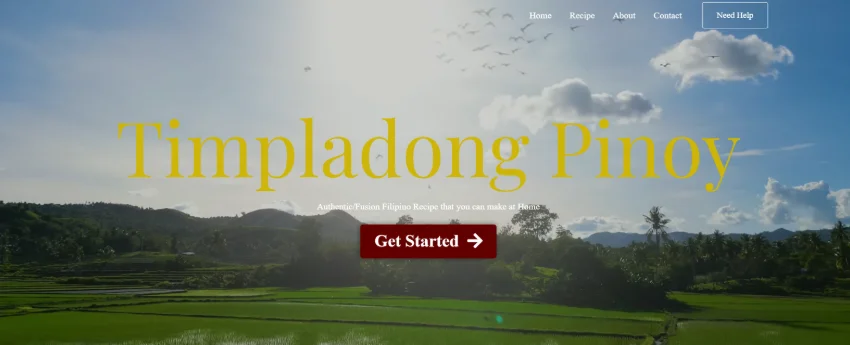 Home Recipe About Contact Need Help
Timpladong Pinoy
Authentic/Fusion Filipino Recipe that you can make at Home
Get Started